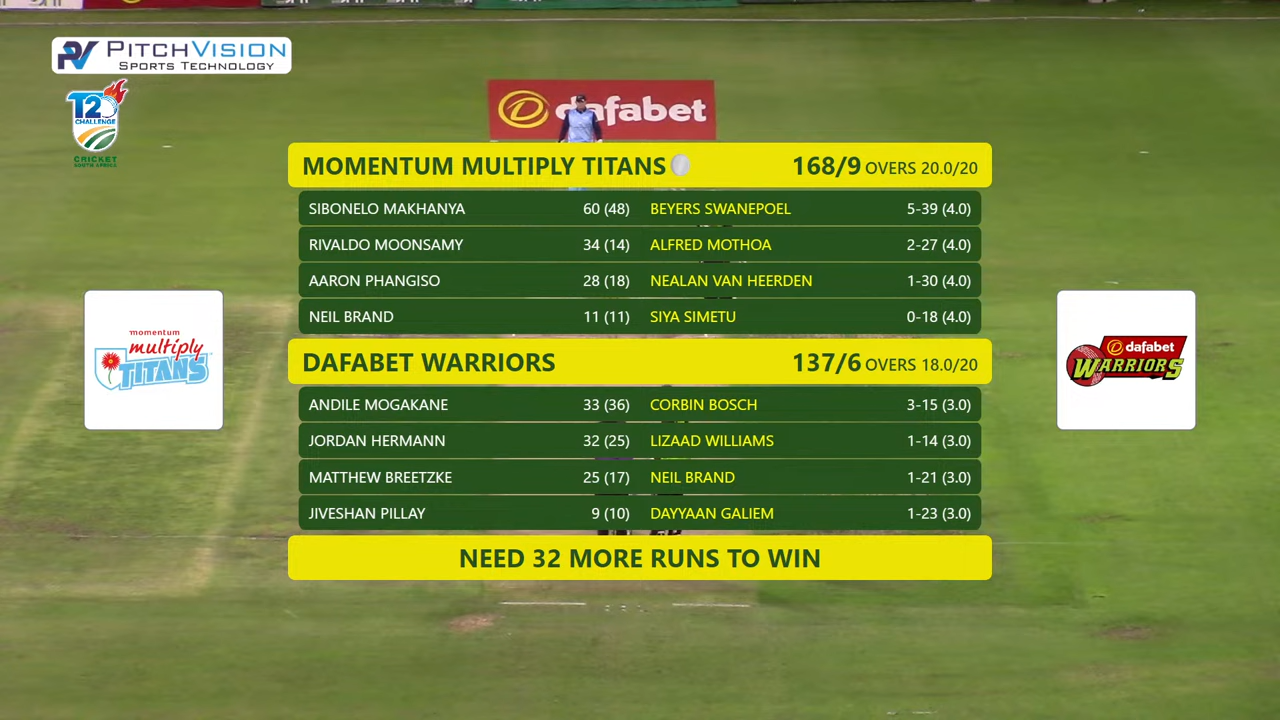 PITCHVISION
SPORTS TECHNOLOGY
T20
CHALLENGE
CRICKET
SOUTH AFRICA
dafabet
MOMENTUM MULTIPLY TITANS 168/9 OVERS 20.0/20
SIBONELO MAKHANYA 60 (48) BEYERS SWANEPOEL 5-39 (4.0)
RIVALDO MOONSAMY 34 (14) ALFRED MOTHOA 2-27 (4.0)
AARON PHANGISO 28 (18) NEALAN VAN HEERDEN 1-30 (4.0)
NEIL BRAND 11 (11) SIYA SIMETU 0-18 (4.0)
momentum
multiply
TITANS
DAFABET WARRIORS 137/6 OVERS 18.0/20
dafabet
WARRIORS
ANDILE MOGAKANE 33 (36) CORBIN BOSCH 3-15 (3.0)
JORDAN HERMANN 32 (25) LIZAAD WILLIAMS 1-14 (3.0)
MATTHEW BREETZKE 25 (17) NEIL BRAND 1-21 (3.0)
JIVESHAN PILLAY 9 (10) DAYYAAN GALIEM 1-23 (3.0)
NEED 32 MORE RUNS TO WIN